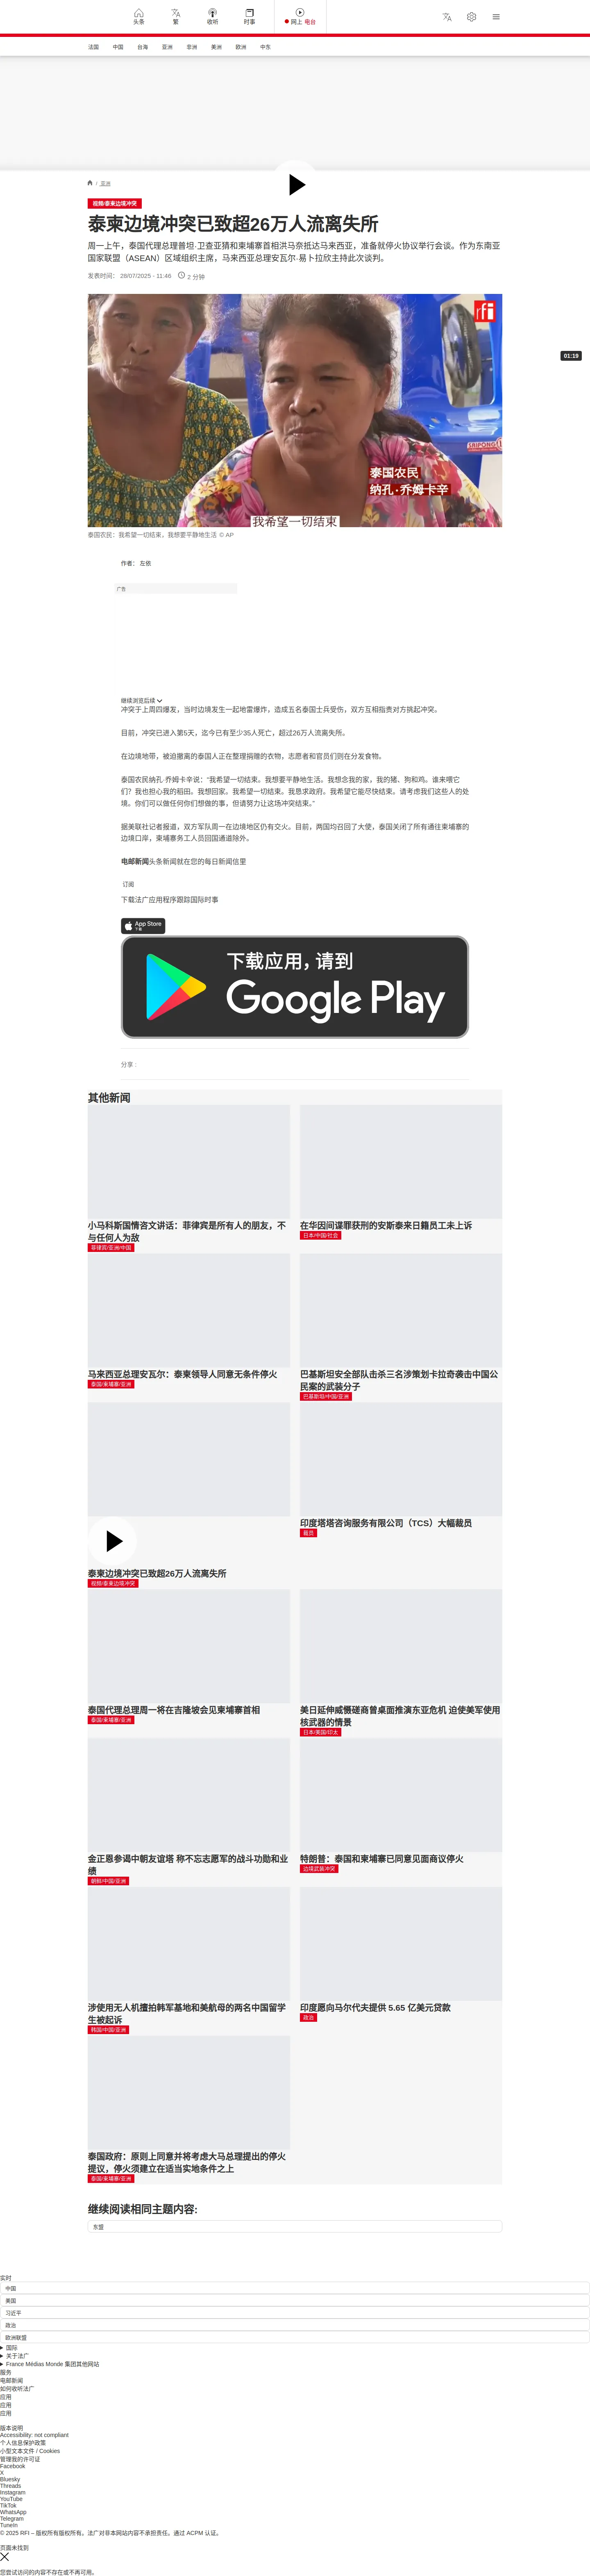 头条
繁
收听
时事
网上 电台
法国
中国
台海
亚洲
非洲
美洲
欧洲
中东
/ 亚洲
视频/泰柬边境冲突
泰柬边境冲突已致超26万人流离失所
周一上午，泰国代理总理普坦·卫查亚猜和柬埔寨首相洪马奈抵达马来西亚，准备就停火协议举行会谈。作为东南亚
国家联盟（ASEAN）区域组织主席，马来西亚总理安瓦尔·易卜拉欣主持此次谈判。
发表时间： 28/07/2025 - 11:46
2 分钟
rfi
01:19
泰国农民
纳孔·乔姆卡辛
我希望一切结束
泰国农民：我希望一切结束，我想要平静地生活 © AP
作者： 左依
广告
继续浏览后续
冲突于上周四爆发，当时边境发生一起地雷爆炸，造成五名泰国士兵受伤，双方互相指责对方挑起冲突。
目前，冲突已进入第5天，迄今已有至少35人死亡，超过26万人流离失所。
在边境地带，被迫撤离的泰国人正在整理捐赠的衣物，志愿者和官员们则在分发食物。
泰国农民纳孔·乔姆卡辛说：“我希望一切结束。我想要平静地生活。我想念我的家，我的猪、狗和鸡。谁来喂它
们？我也担心我的稻田。我想回家。我希望一切结束。我恳求政府。我希望它能尽快结束。请考虑我们这些人的处
境。你们可以做任何你们想做的事，但请努力让这场冲突结束。”
据美联社记者报道，双方军队周一在边境地区仍有交火。目前，两国均召回了大使，泰国关闭了所有通往柬埔寨的
边境口岸，柬埔寨务工人员回国通道除外。
电邮新闻头条新闻就在您的每日新闻信里
订阅
下载法广应用程序跟踪国际时事
App Store
下载
下载应用，请到
Google Play
分享 :
其他新闻
小马科斯国情咨文讲话：菲律宾是所有人的朋友，不
与任何人为敌
菲律宾/亚洲/中国
在华因间谍罪获刑的安斯泰来日籍员工未上诉
日本/中国/社会
马来西亚总理安瓦尔：泰柬领导人同意无条件停火
泰国/柬埔寨/亚洲
巴基斯坦安全部队击杀三名涉策划卡拉奇袭击中国公
民案的武装分子
巴基斯坦/中国/亚洲
泰柬边境冲突已致超26万人流离失所
视频/泰柬边境冲突
印度塔塔咨询服务有限公司（TCS）大幅裁员
裁员
泰国代理总理周一将在吉隆坡会见柬埔寨首相
泰国/柬埔寨/亚洲
美日延伸威慑磋商曾桌面推演东亚危机 迫使美军使用
核武器的情景
日本/美国/印太
金正恩参谒中朝友谊塔 称不忘志愿军的战斗功勋和业
绩
朝鲜/中国/亚洲
特朗普：泰国和柬埔寨已同意见面商议停火
边境武装冲突
涉使用无人机擅拍韩军基地和美航母的两名中国留学
生被起诉
韩国/中国/亚洲
印度愿向马尔代夫提供 5.65 亿美元贷款
政治
泰国政府：原则上同意并将考虑大马总理提出的停火
提议，停火须建立在适当实地条件之上
泰国/柬埔寨/亚洲
继续阅读相同主题内容:
东盟
实时
中国
美国
习近平
政治
欧洲联盟
国际
关于法广
France Médias Monde 集团其他网站
服务
电邮新闻
如何收听法广
应用
应用
应用
版本说明
Accessibility: not compliant
个人信息保护政策
小型文本文件 / Cookies
管理我的许可证
Facebook
X
Bluesky
Threads
Instagram
YouTube
TikTok
WhatsApp
Telegram
TuneIn
© 2025 RFI – 版权所有版权所有。法广对非本网站内容不承担责任。通过 ACPM 认证。
页面未找到
您尝试访问的内容不存在或不再可用。